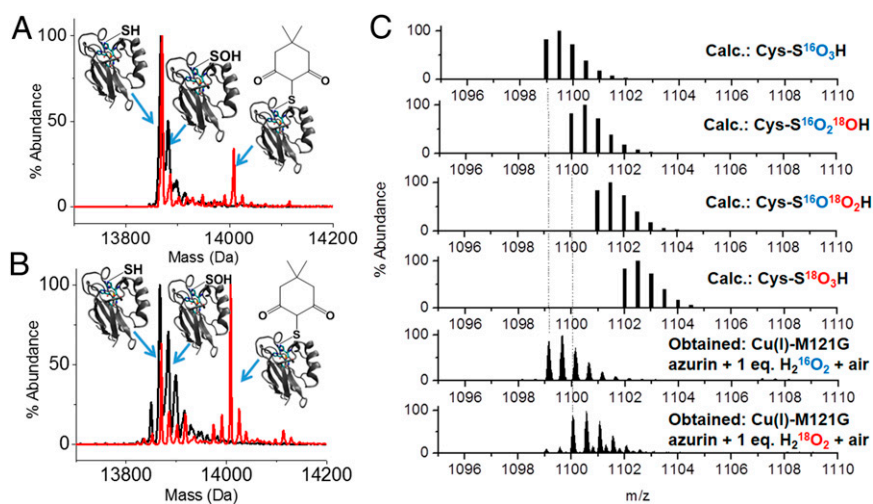 A
% Abundance
100
50
0
SH
SOH
O
O
S
13800
14000
14200
Mass (Da)
B
% Abundance
100
50
0
SH
SOH
O
O
S
13800
14000
14200
Mass (Da)
C
% Abundance
100
0
Calc.: Cys-S¹⁶O₃H
1096 1098 1100 1102 1104 1106 1108 1110
100
0
Calc.: Cys-S¹⁶O₂¹⁸OH
1096 1098 1100 1102 1104 1106 1108 1110
100
0
Calc.: Cys-S¹⁶O¹⁸O₂H
1096 1098 1100 1102 1104 1106 1108 1110
100
0
Calc.: Cys-S¹⁸O₃H
1096 1098 1100 1102 1104 1106 1108 1110
100
0
Obtained: Cu(I)-M121G
azurin + 1 eq. H₂¹⁶O₂ + air
1096 1098 1100 1102 1104 1106 1108 1110
100
0
Obtained: Cu(I)-M121G
azurin + 1 eq. H₂¹⁸O₂ + air
1096 1098 1100 1102 1104 1106 1108 1110
m/z